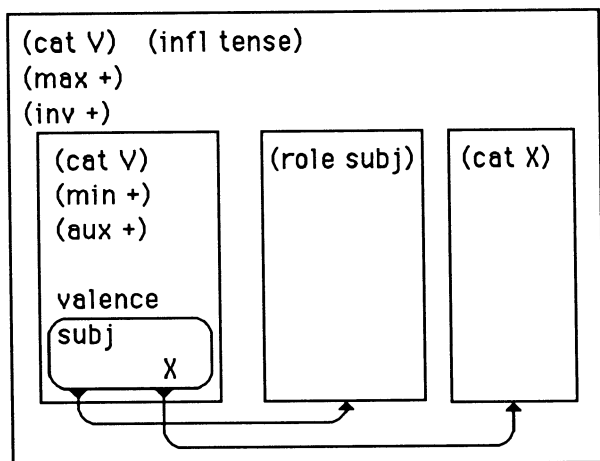 (cat V) (infl tense)
(max +)
(inv +)
(cat V)
(min +)
(aux +)
valence
subj
X
(role subj)
(cat X)